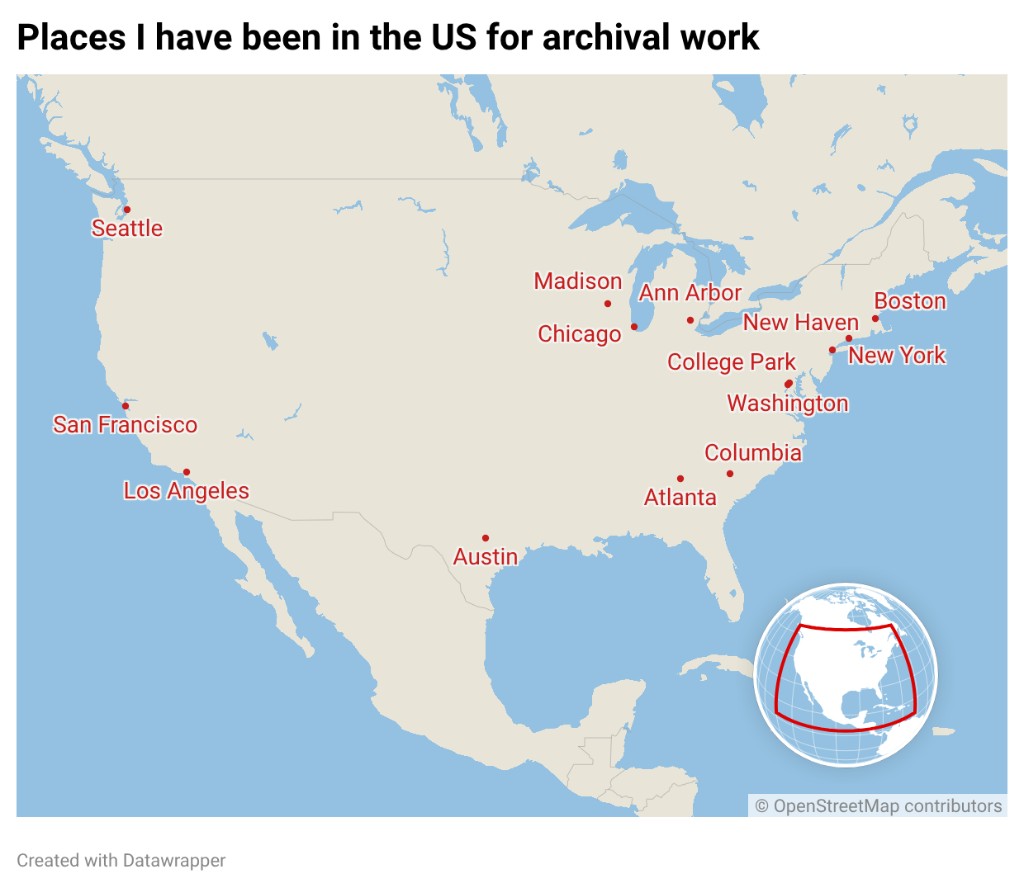 Places I have been in the US for archival work
Seattle
Madison
Ann Arbor
Boston
Chicago
New Haven
New York
College Park
Washington
San Francisco
Columbia
Los Angeles
Atlanta
Austin
© OpenStreetMap contributors
Created with Datawrapper